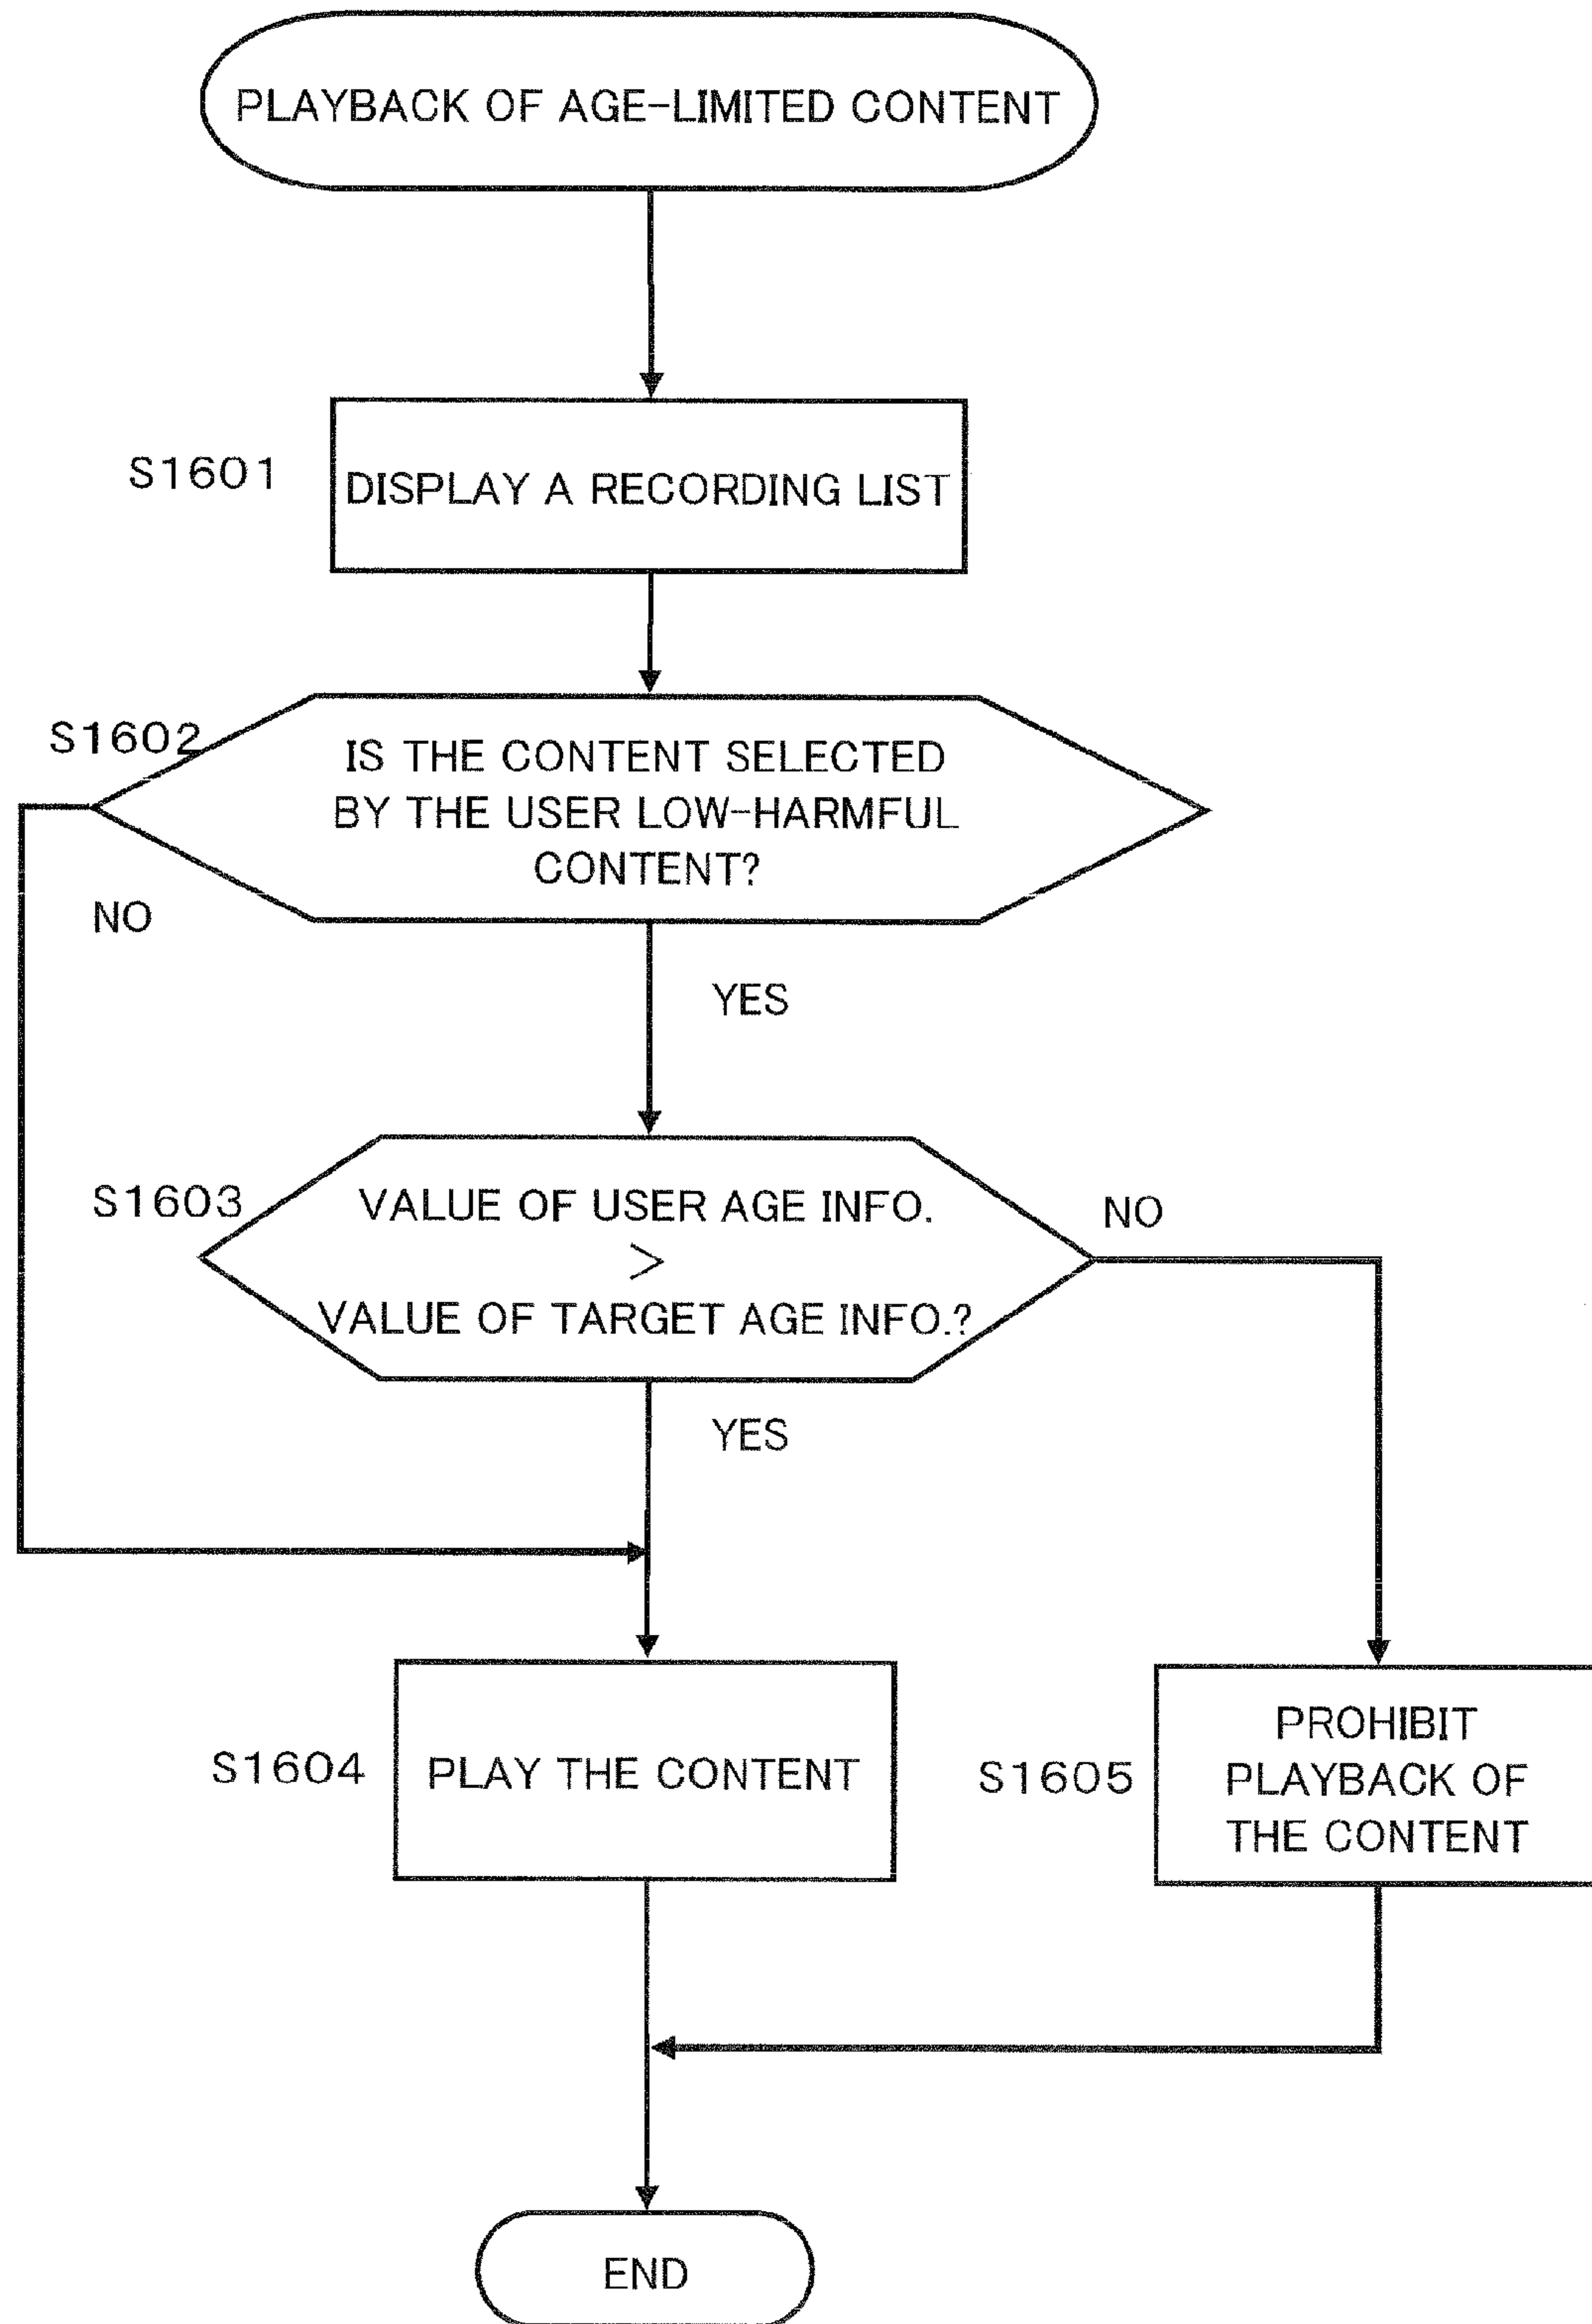 PLAYBACK OF AGE-LIMITED CONTENT
S1601
DISPLAY A RECORDING LIST
S1602
IS THE CONTENT SELECTED
BY THE USER LOW-HARMFUL
CONTENT?
NO
YES
S1603
VALUE OF USER AGE INFO.
>
VALUE OF TARGET AGE INFO.?
NO
YES
S1604
PLAY THE CONTENT
S1605
PROHIBIT
PLAYBACK OF
THE CONTENT
END